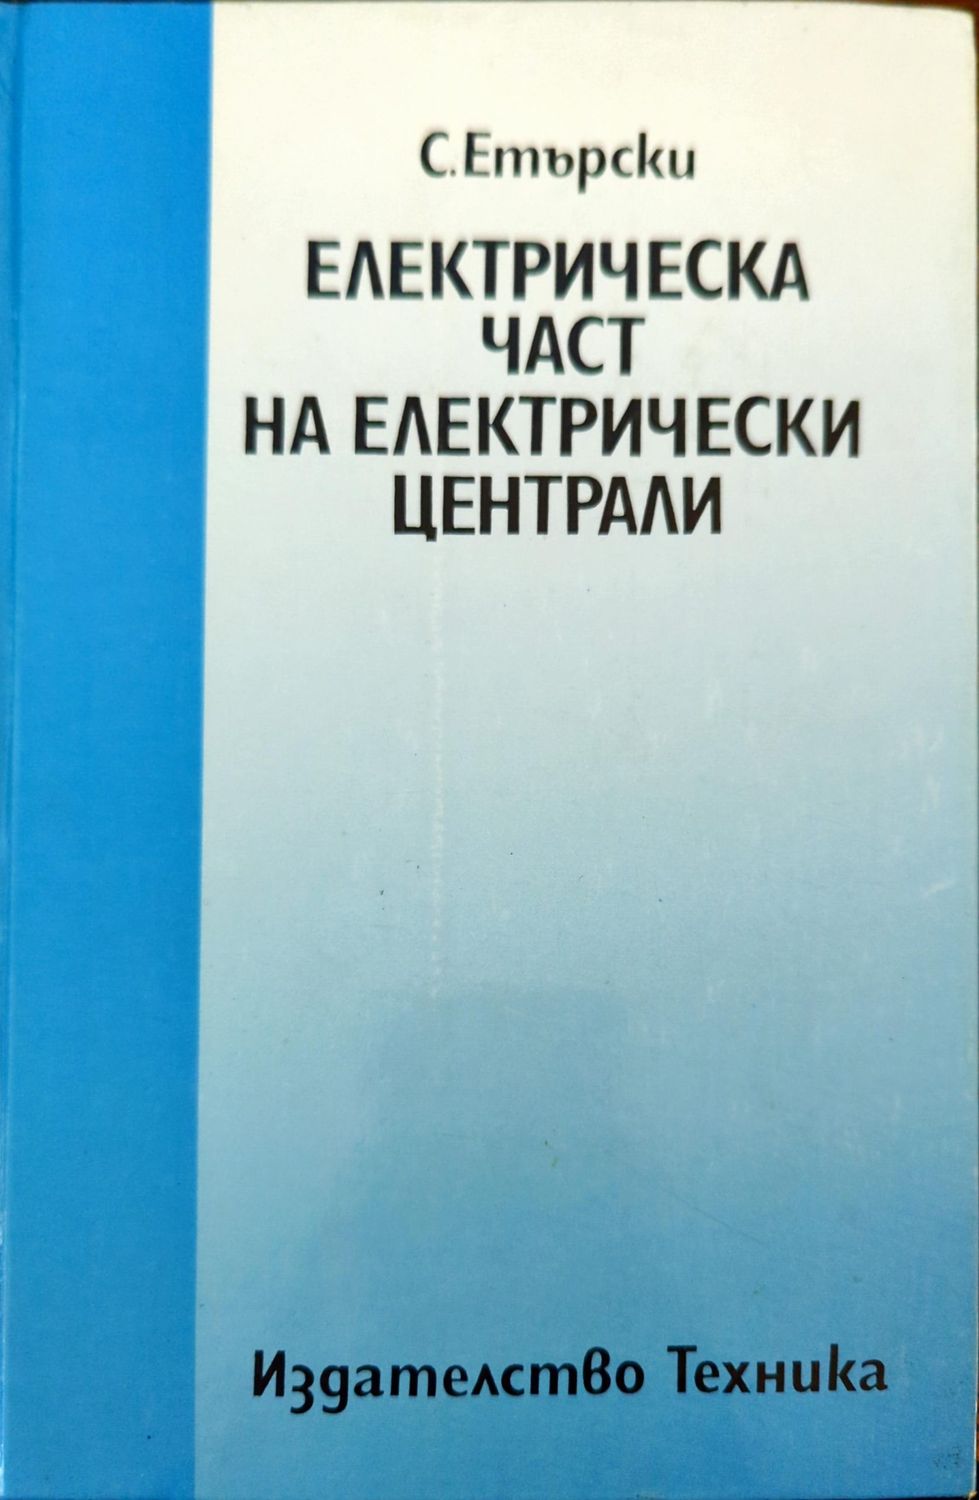 С.Етърски
ЕЛЕКТРИЧЕСКА
ЧАСТ
НА ЕЛЕКТРИЧЕСКИ
ЦЕНТРАЛИ
Издателство Техника